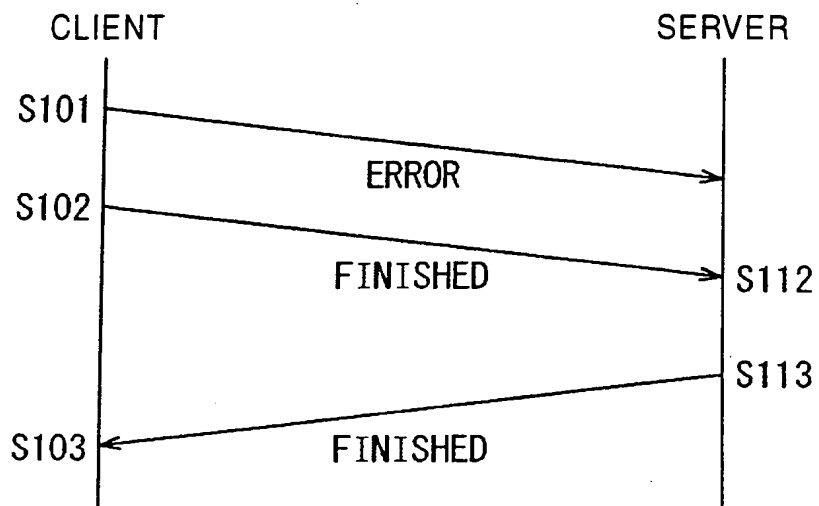 CLIENT
SERVER
S101
ERROR
S102
FINISHED
S112
S113
S103
FINISHED